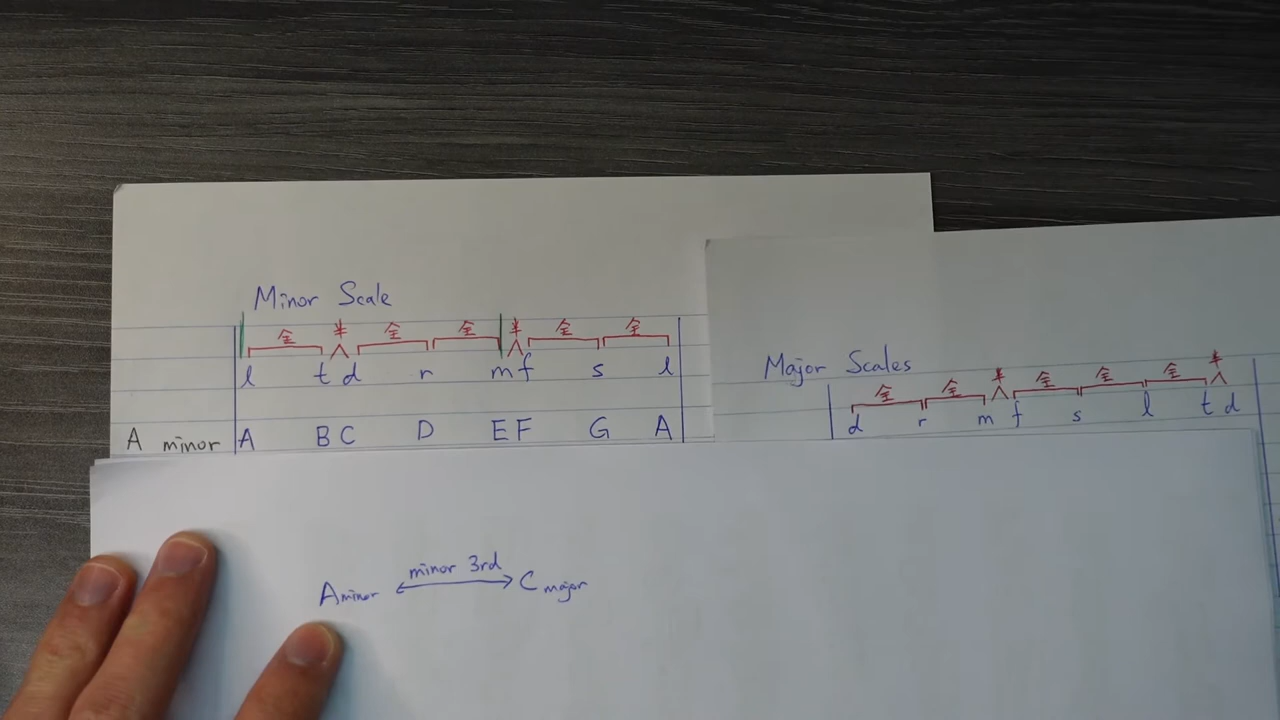 Minor Scale
全 半 全 全 半 全 全
l t d r m f s l
A minor A B C D E F G A
Major Scales
全 全 半 全 全 全 半
d r m f s l t d
minor 3rd
A minor ⟷ C major